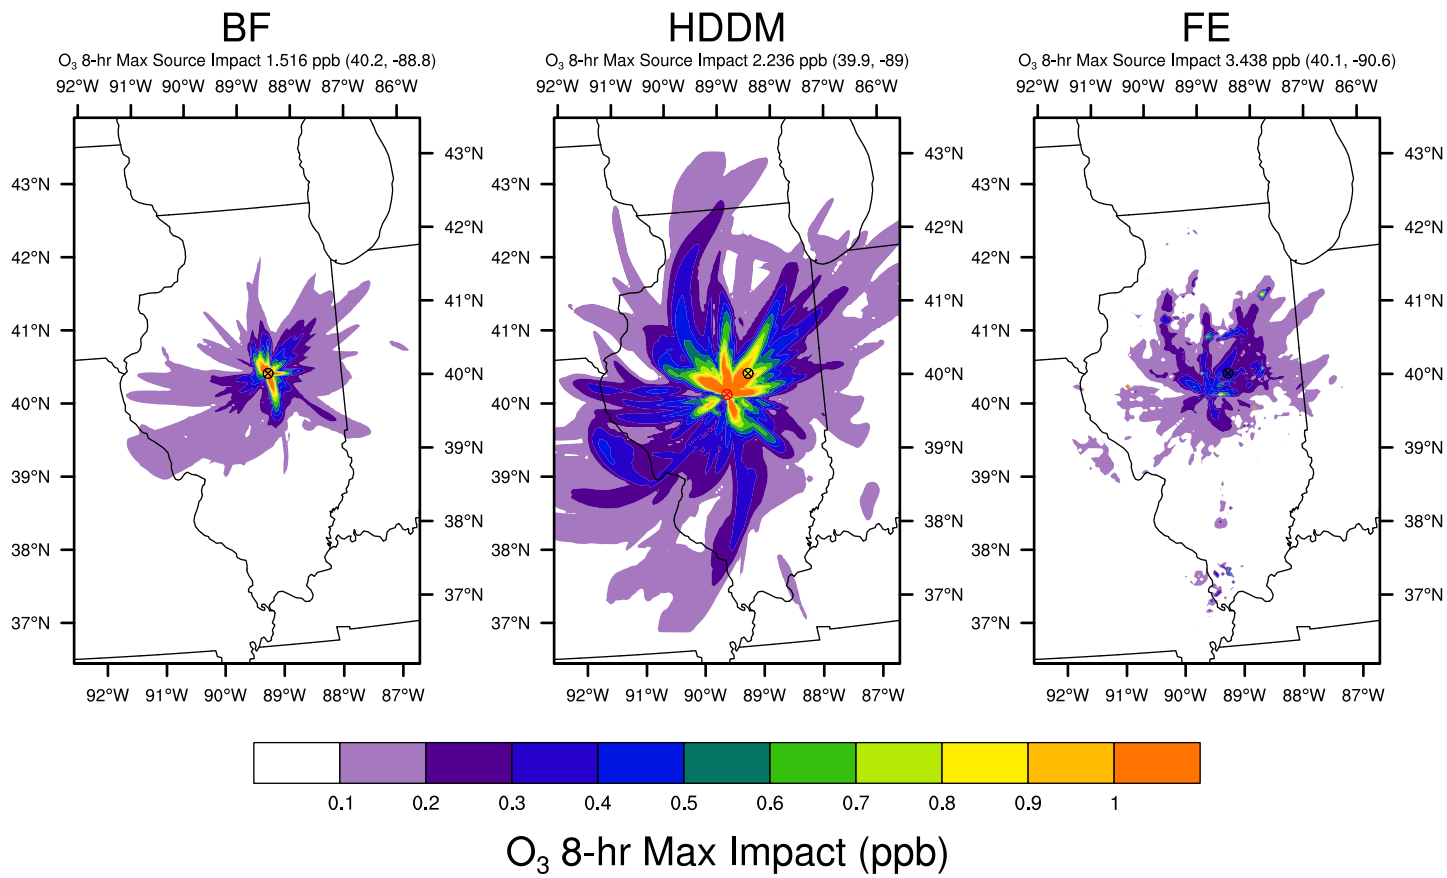 BF HDDM FE
O₃ 8-hr Max Source Impact 1.516 ppb (40.2, -88.8) O₃ 8-hr Max Source Impact 2.236 ppb (39.9, -89) O₃ 8-hr Max Source Impact 3.438 ppb (40.1, -90.6)
92°W 91°W 90°W 89°W 88°W 87°W 86°W 92°W 91°W 90°W 89°W 88°W 87°W 86°W 92°W 91°W 90°W 89°W 88°W 87°W 86°W
43°N 43°N 43°N
43°N 43°N 43°N
42°N 42°N 42°N
42°N 42°N 42°N
41°N 41°N 41°N
41°N 41°N 41°N
40°N 40°N 40°N
40°N 40°N 40°N
39°N 39°N 39°N
39°N 39°N 39°N
38°N 38°N 38°N
38°N 38°N 38°N
37°N 37°N 37°N
37°N 37°N 37°N
92°W 91°W 90°W 89°W 88°W 87°W 92°W 91°W 90°W 89°W 88°W 87°W 92°W 91°W 90°W 89°W 88°W 87°W
0.1 0.2 0.3 0.4 0.5 0.6 0.7 0.8 0.9 1
O₃ 8-hr Max Impact (ppb)